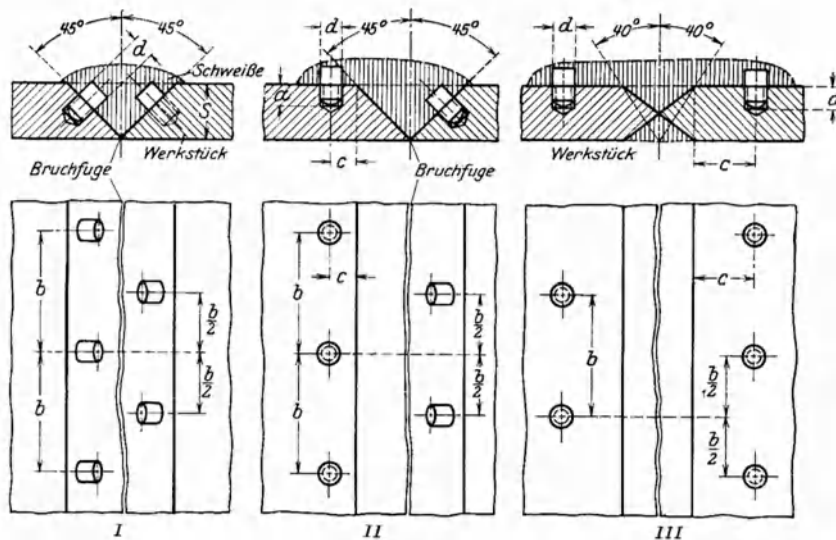 45° 45°
d
Schweiße
S
Werkstück
Bruchfuge
d 45° 45°
d
c
Bruchfuge
d 40° 40°
d
Werkstück
c
b
b
b/2
b/2
I
b
b
c
b/2
b/2
II
b
c
b/2
b/2
III